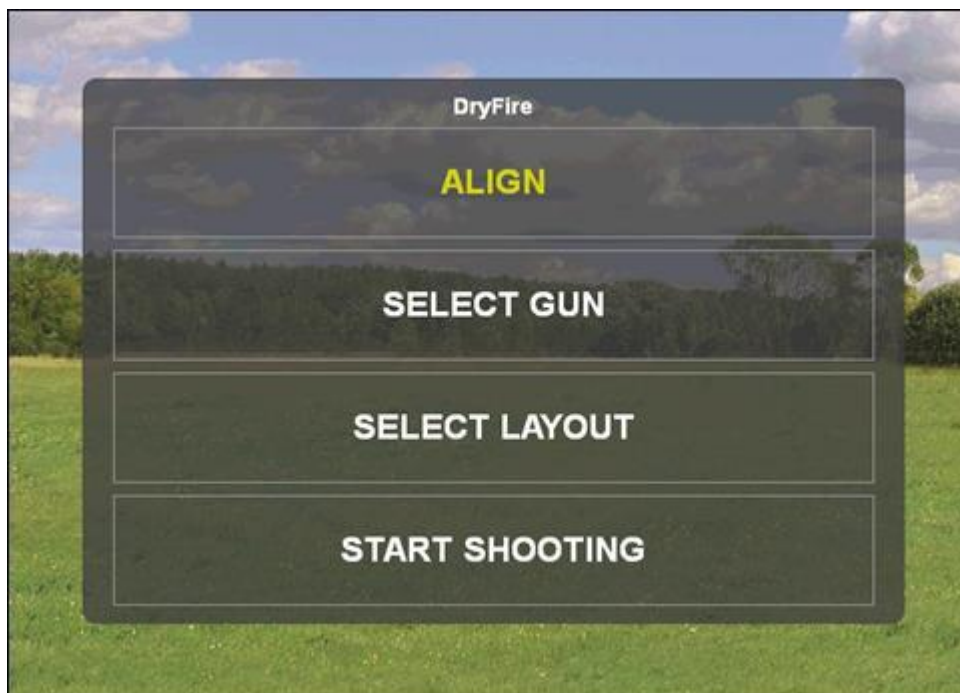 DryFire
ALIGN
SELECT GUN
SELECT LAYOUT
START SHOOTING